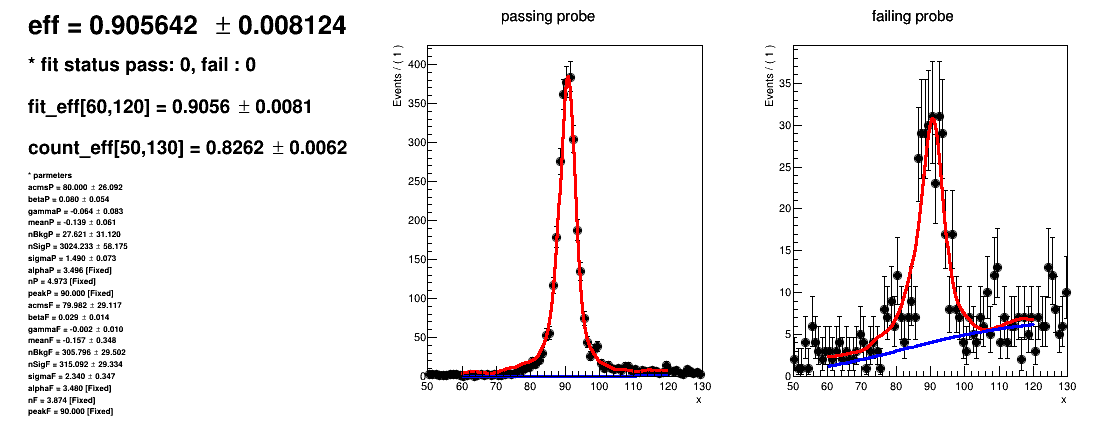 eff = 0.905642 ± 0.008124
* fit status pass: 0, fail : 0
fit_eff[60,120] = 0.9056 ± 0.0081
count_eff[50,130] = 0.8262 ± 0.0062
* parmeters
acmsP = 80.000 ± 26.092
betaP = 0.080 ± 0.054
gammaP = -0.064 ± 0.083
meanP = -0.139 ± 0.061
nBkgP = 27.621 ± 31.120
nSigP = 3024.233 ± 58.175
sigmaP = 1.490 ± 0.073
alphaP = 3.496 [Fixed]
nP = 4.973 [Fixed]
peakP = 90.000 [Fixed]
acmsF = 79.982 ± 29.117
betaF = 0.029 ± 0.014
gammaF = -0.002 ± 0.010
meanF = -0.157 ± 0.348
nBkgF = 305.796 ± 29.502
nSigF = 315.092 ± 29.334
sigmaF = 2.340 ± 0.347
alphaF = 3.480 [Fixed]
nF = 3.874 [Fixed]
peakF = 90.000 [Fixed]
passing probe
Events / ( 1 )
400
350
300
250
200
150
100
50
0
50 60 70 80 90 100 110 120 130
x
failing probe
Events / ( 1 )
35
30
25
20
15
10
5
0
50 60 70 80 90 100 110 120 130
x